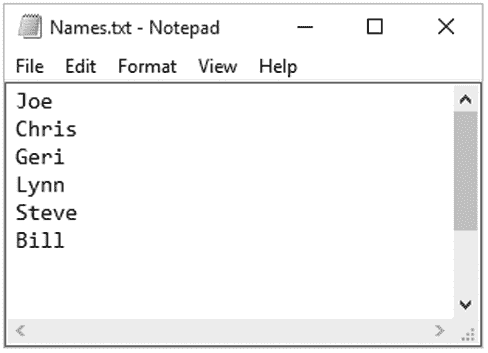 Names.txt - Notepad
File Edit Format View Help
Joe
Chris
Geri
Lynn
Steve
Bill